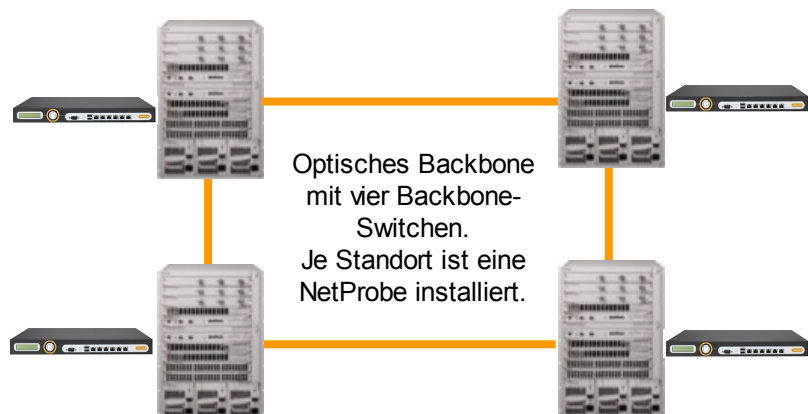 Optisches Backbone
mit vier Backbone-
Switchen.
Je Standort ist eine
NetProbe installiert.